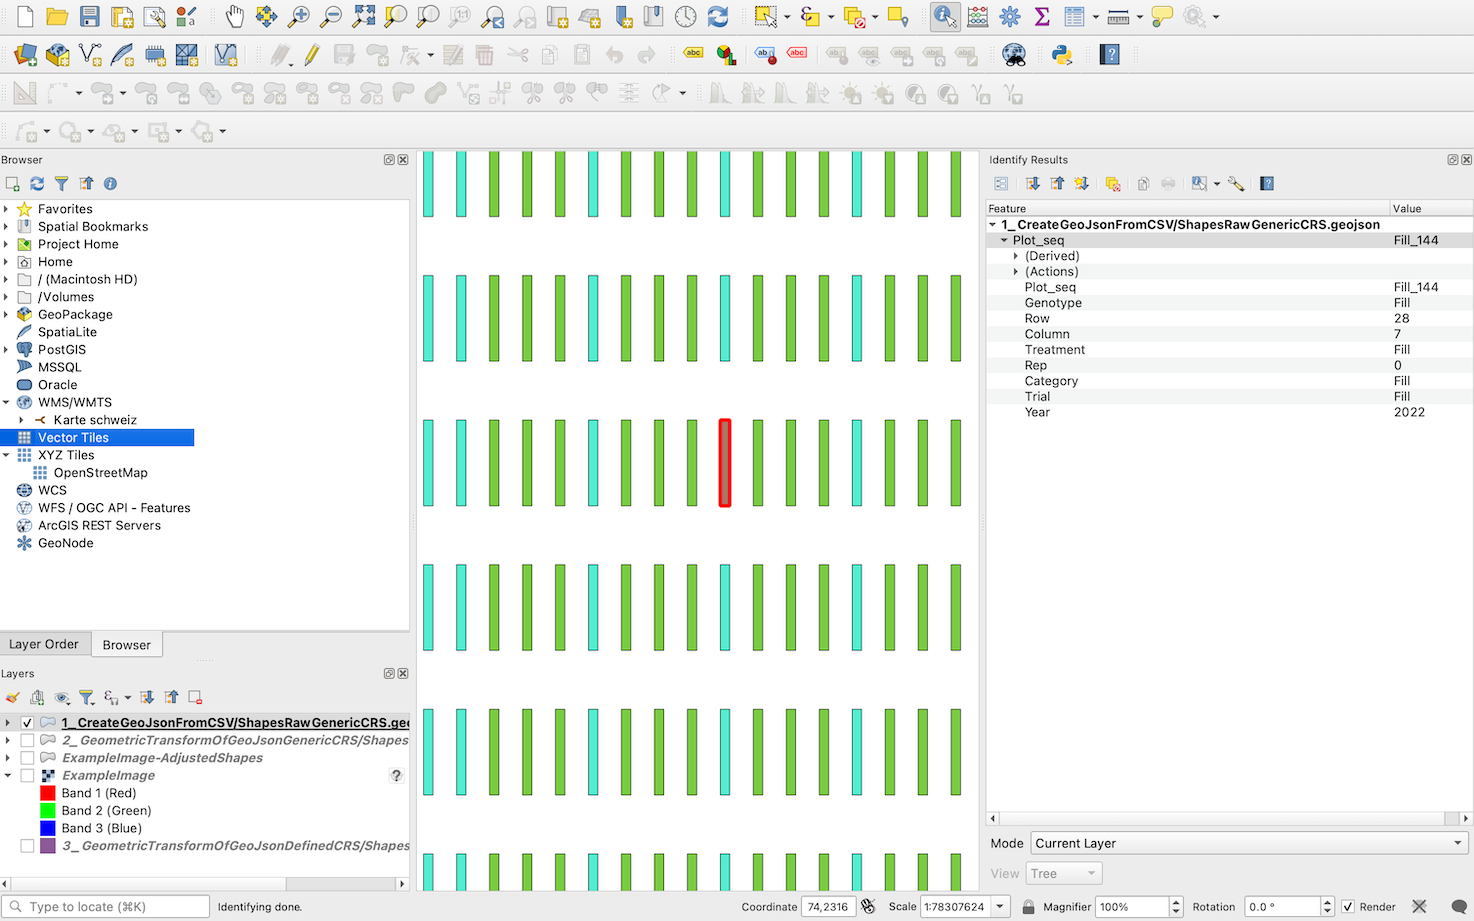 Browser
Favorites
Spatial Bookmarks
Project Home
Home
/ (Macintosh HD)
/Volumes
GeoPackage
SpatiaLite
PostGIS
MSSQL
Oracle
WMS/WMTS
Karte schweiz
Vector Tiles
XYZ Tiles
OpenStreetMap
WCS
WFS / OGC API - Features
ArcGIS REST Servers
GeoNode
Layer Order
Browser
Layers
1_CreateGeoJsonFromCSV/ShapesRawGenericCRS.geo
2_GeometricTransformOfGeoJsonGenericCRS/Shapes
ExampleImage-AdjustedShapes
ExampleImage
Band 1 (Red)
Band 2 (Green)
Band 3 (Blue)
3_GeometricTransformOfGeoJsonDefinedCRS/Shapes
Identify Results
Feature Value
1_CreateGeoJsonFromCSV/ShapesRawGenericCRS.geojson
Plot_seq Fill_144
(Derived)
(Actions)
Plot_seq Fill_144
Genotype Fill
Row 28
Column 7
Treatment Fill
Rep 0
Category Fill
Trial Fill
Year 2022
Mode Current Layer
View Tree
Type to locate (⌘K) Identifying done. Coordinate 74,2316 Scale 1:78307624 Magnifier 100% Rotation 0.0 ° Render